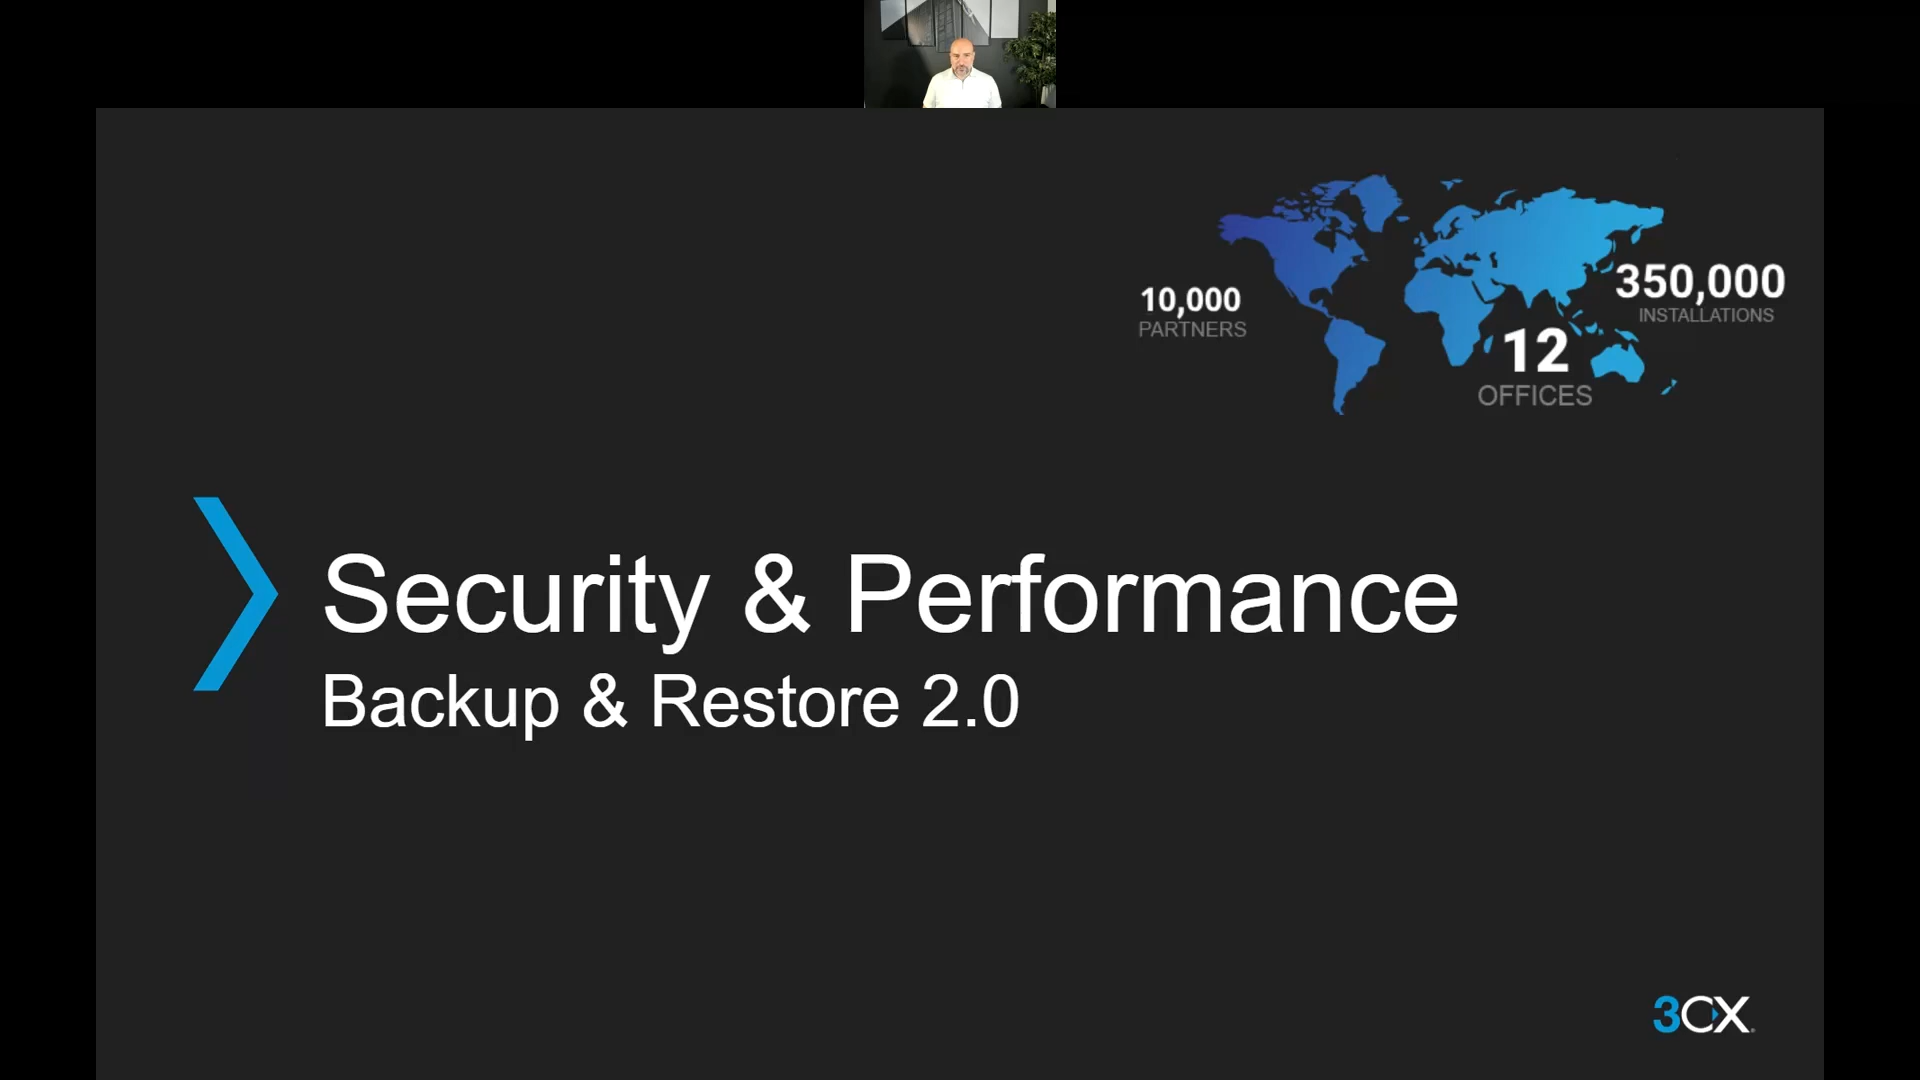 10,000
PARTNERS
350,000
INSTALLATIONS
12
OFFICES
Security & Performance
Backup & Restore 2.0
3CX